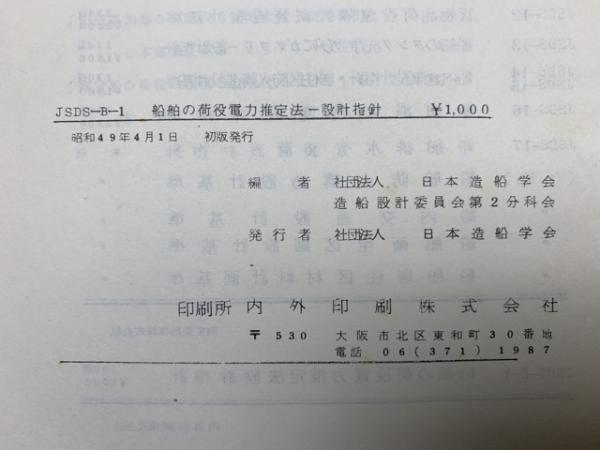 JSDS-B-1 船舶の荷役電力推定法-設計指針 ¥1,000
昭和49年4月1日 初版発行
編者 社団法人 日本造船学会
造船設計委員会第2分科会
発行者 社団法人 日本造船学会
印刷所 内外印刷株式会社
〒530 大阪市北区東和町30番地
電話 06(371)1987